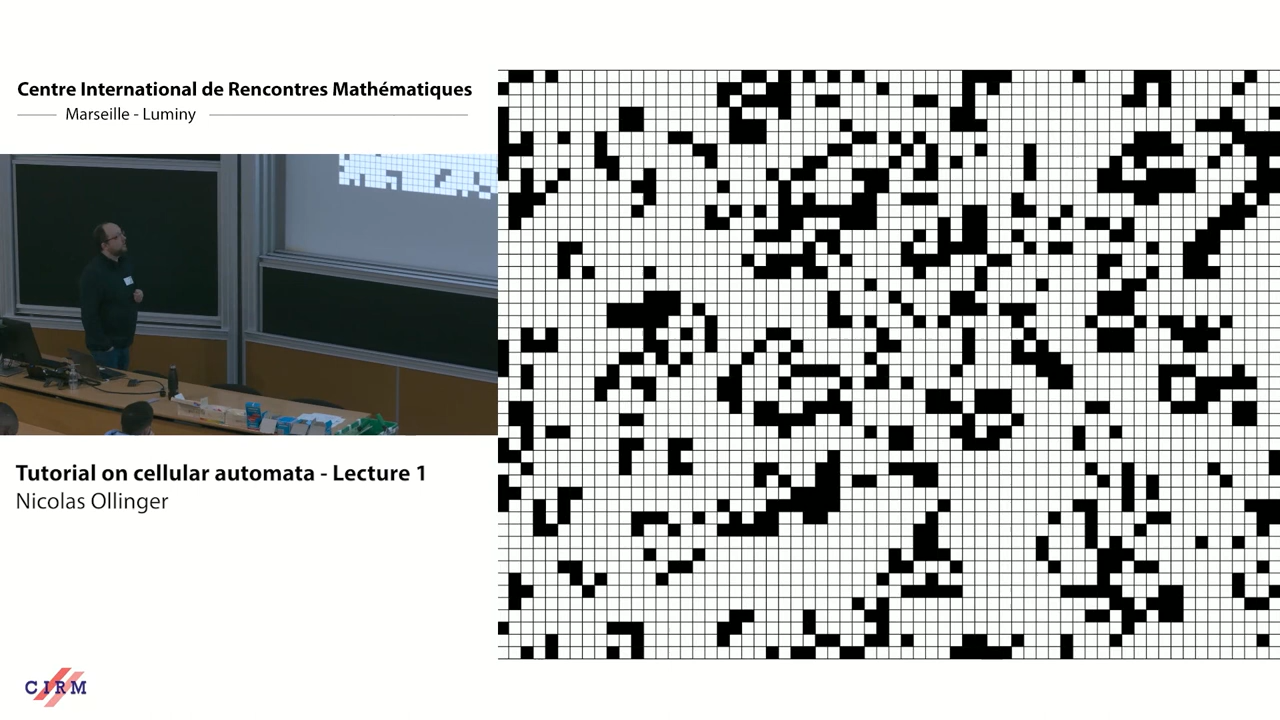 Centre International de Rencontres Mathématiques
Marseille - Luminy
Tutorial on cellular automata - Lecture 1
Nicolas Ollinger
CIRM